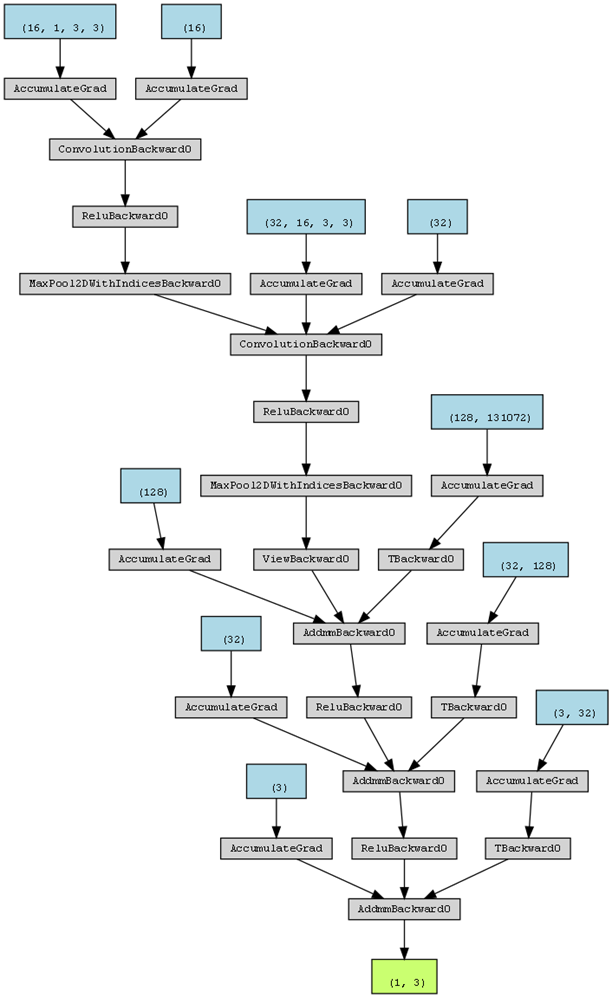 (16, 1, 3, 3)
(16)
AccumulateGrad
AccumulateGrad
ConvolutionBackward0
ReluBackward0
(32, 16, 3, 3)
(32)
MaxPool2DWithIndicesBackward0
AccumulateGrad
AccumulateGrad
ConvolutionBackward0
ReluBackward0
(128, 131072)
(128)
MaxPool2DWithIndicesBackward0
AccumulateGrad
AccumulateGrad
ViewBackward0
TBackward0
(32, 128)
AddmmBackward0
AccumulateGrad
(32)
AccumulateGrad
ReluBackward0
TBackward0
(3, 32)
AddmmBackward0
AccumulateGrad
(3)
AccumulateGrad
ReluBackward0
TBackward0
AddmmBackward0
(1, 3)